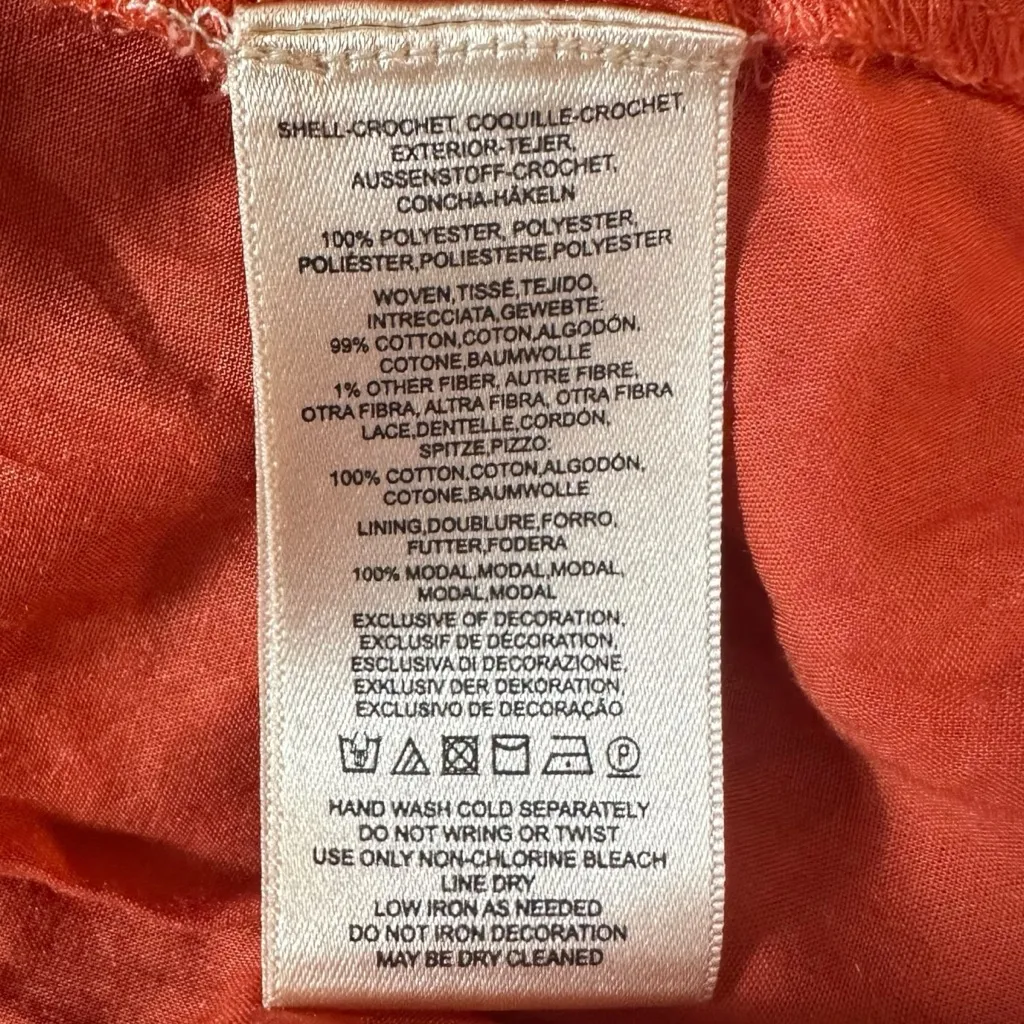 SHELL-CROCHET, COQUILLE-CROCHET,
EXTERIOR-TEJER,
AUSSENSTOFF-CROCHET,
CONCHA-HÄKELN
100% POLYESTER, POLYESTER,
POLIÉSTER,POLIESTERE,POLYESTER
WOVEN,TISSÉ,TEJIDO,
INTRECCIATA,GEWEBTE:
99% COTTON,COTON,ALGODÓN,
COTONE,BAUMWOLLE
1% OTHER FIBER, AUTRE FIBRE,
OTRA FIBRA, ALTRA FIBRA, OTRA FIBRA
LACE,DENTELLE,CORDÓN,
SPITZE,PIZZO:
100% COTTON,COTON,ALGODÓN,
COTONE,BAUMWOLLE
LINING,DOUBLURE,FORRO,
FUTTER,FODERA
100% MODAL,MODAL,MODAL,
MODAL,MODAL
EXCLUSIVE OF DECORATION,
EXCLUSIF DE DÉCORATION,
ESCLUSIVA DI DECORAZIONE,
EXKLUSIV DER DEKORATION,
EXCLUSIVO DE DECORAÇÃO
P
HAND WASH COLD SEPARATELY
DO NOT WRING OR TWIST
USE ONLY NON-CHLORINE BLEACH
LINE DRY
LOW IRON AS NEEDED
DO NOT IRON DECORATION
MAY BE DRY CLEANED